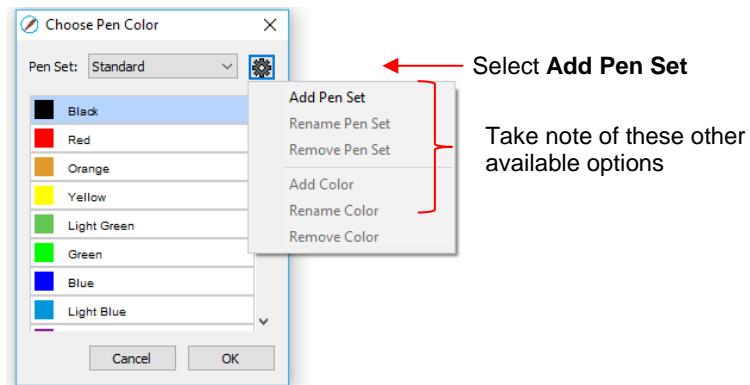 Choose Pen Color
Pen Set: Standard
Select Add Pen Set
Add Pen Set
Rename Pen Set
Remove Pen Set
Add Color
Rename Color
Remove Color
Take note of these other
available options
Black
Red
Orange
Yellow
Light Green
Green
Blue
Light Blue
Cancel
OK